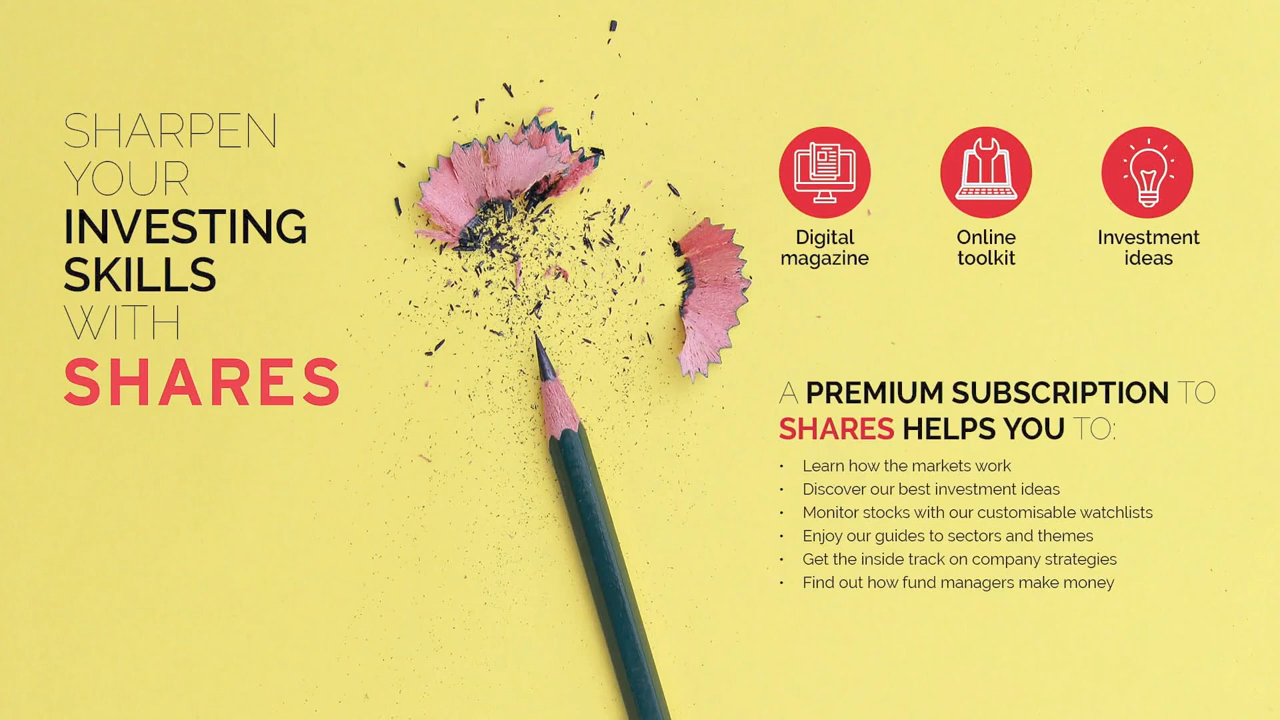 SHARPEN
YOUR
INVESTING
SKILLS
WITH
SHARES
Digital
magazine
Online
toolkit
Investment
ideas
A PREMIUM SUBSCRIPTION TO
SHARES HELPS YOU TO:
• Learn how the markets work
• Discover our best investment ideas
• Monitor stocks with our customisable watchlists
• Enjoy our guides to sectors and themes
• Get the inside track on company strategies
• Find out how fund managers make money